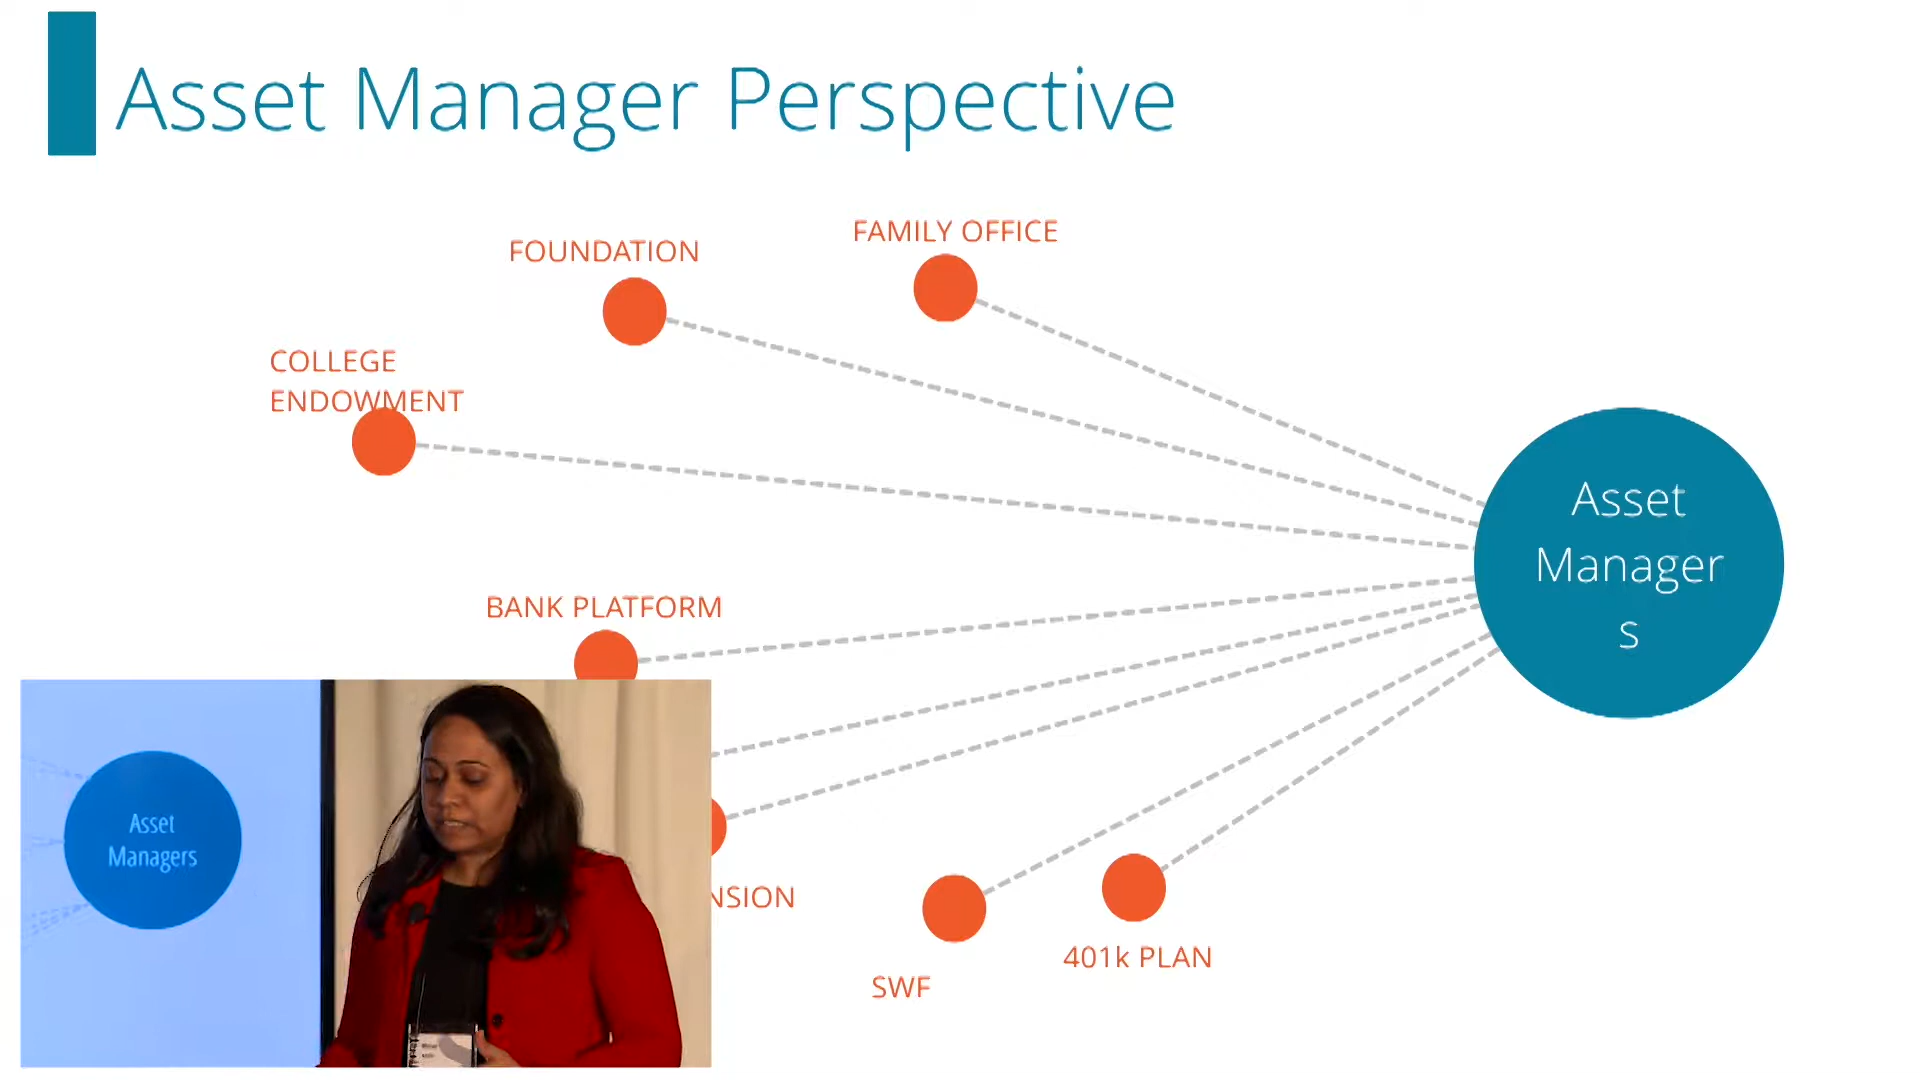 Asset Manager Perspective
FAMILY OFFICE
FOUNDATION
COLLEGE
ENDOWMENT
Asset
Manager
s
BANK PLATFORM
Asset
Managers
NSION
401k PLAN
SWF